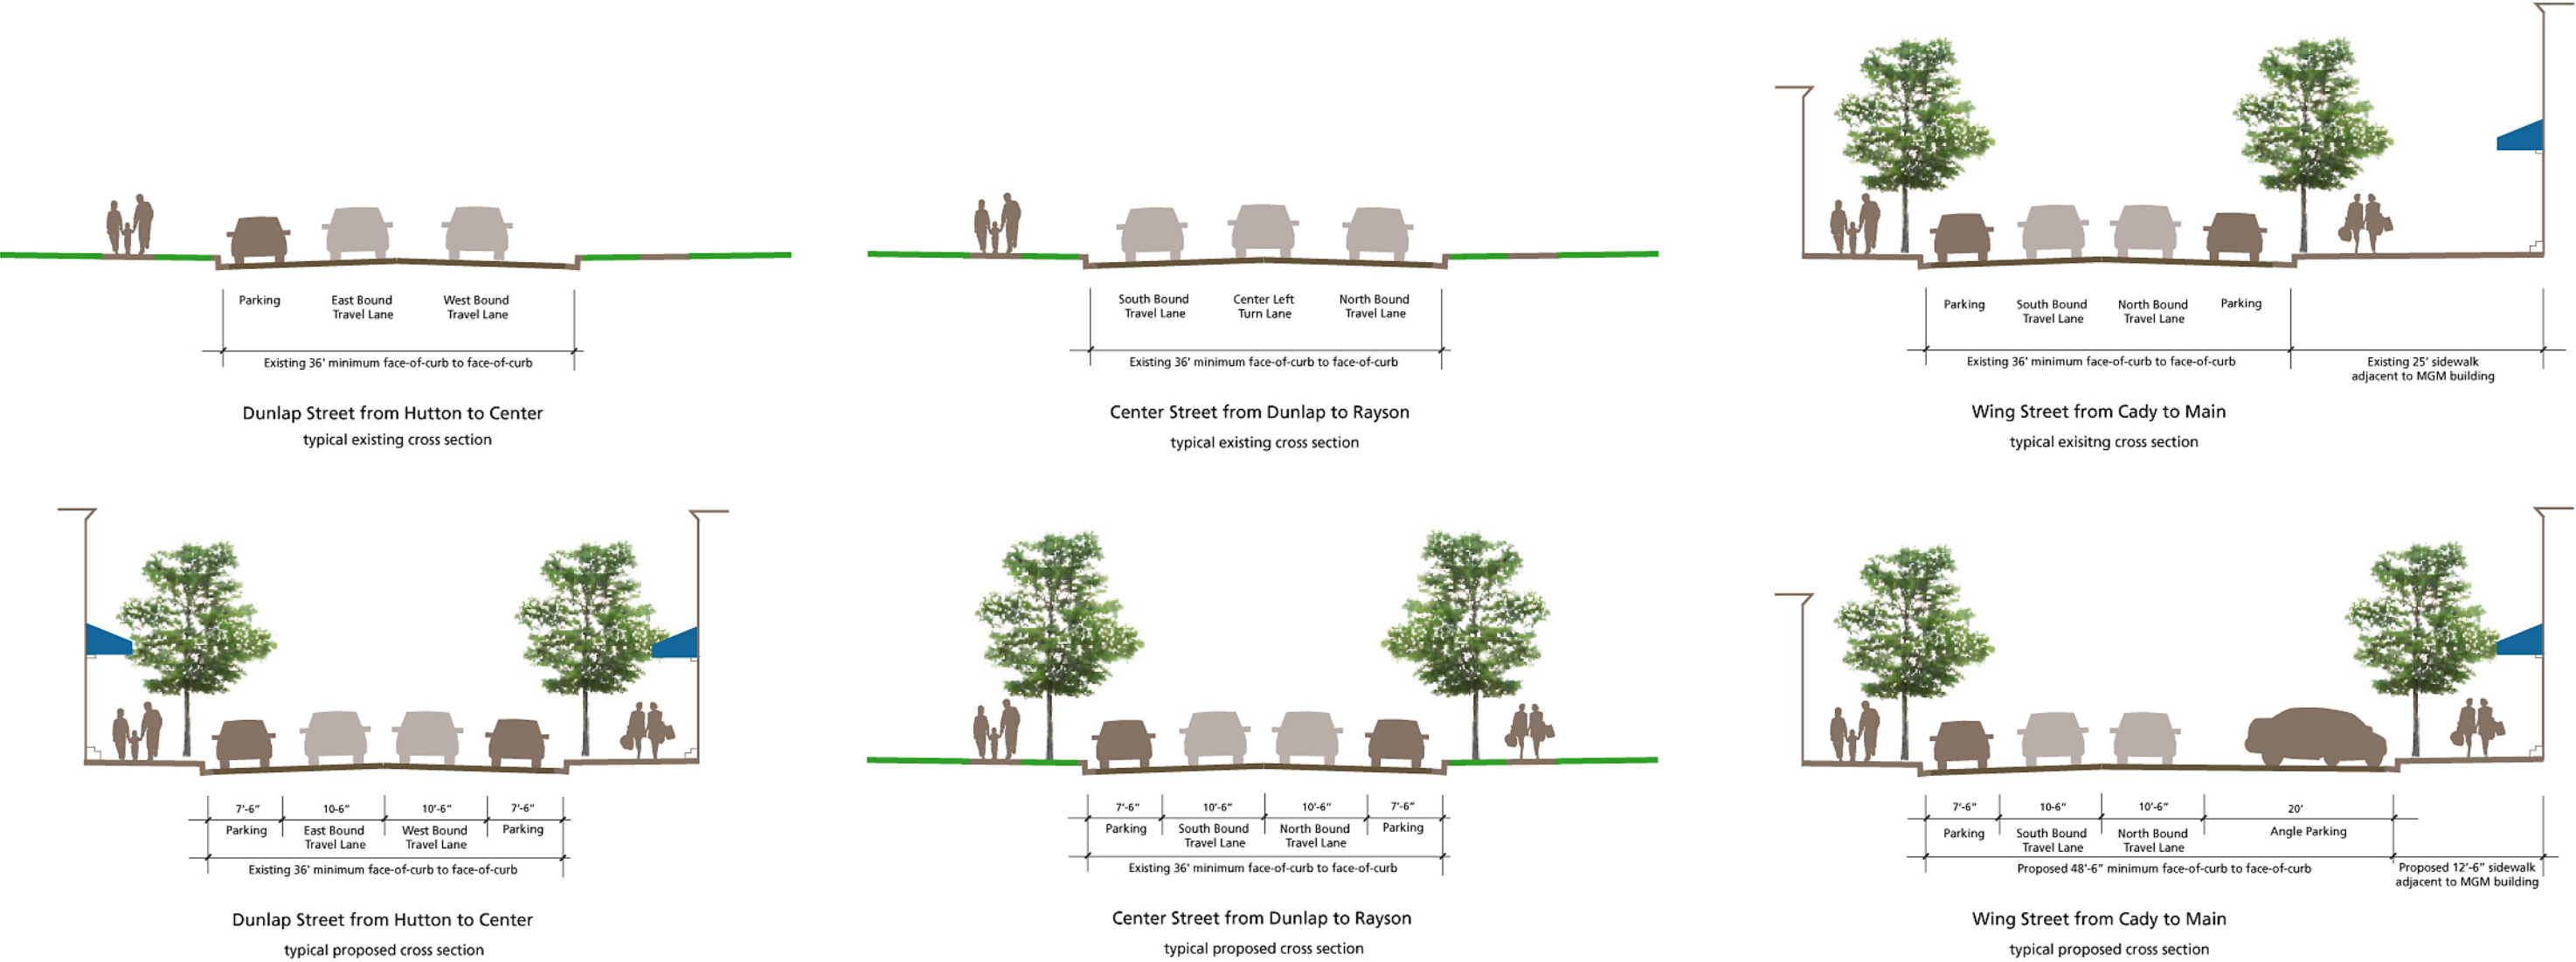 Parking
East Bound
Travel Lane
West Bound
Travel Lane
Existing 36' minimum face-of-curb to face-of-curb
Dunlap Street from Hutton to Center
typical existing cross section
South Bound
Travel Lane
Center Left
Turn Lane
North Bound
Travel Lane
Existing 36' minimum face-of-curb to face-of-curb
Center Street from Dunlap to Rayson
typical existing cross section
Parking
South Bound
Travel Lane
North Bound
Travel Lane
Parking
Existing 36' minimum face-of-curb to face-of-curb
Existing 25' sidewalk
adjacent to MGM building
Wing Street from Cady to Main
typical exisitng cross section
7'-6"
10-6"
10'-6"
7'-6"
Parking
East Bound
Travel Lane
West Bound
Travel Lane
Parking
Existing 36' minimum face-of-curb to face-of-curb
Dunlap Street from Hutton to Center
typical proposed cross section
7'-6"
10'-6"
10'-6"
7'-6"
Parking
South Bound
Travel Lane
North Bound
Travel Lane
Parking
Existing 36' minimum face-of-curb to face-of-curb
Center Street from Dunlap to Rayson
typical proposed cross section
7'-6"
10-6"
10'-6"
20'
Parking
South Bound
Travel Lane
North Bound
Travel Lane
Angle Parking
Proposed 48'-6" minimum face-of-curb to face-of-curb
Proposed 12'-6" sidewalk
adjacent to MGM building
Wing Street from Cady to Main
typical proposed cross section